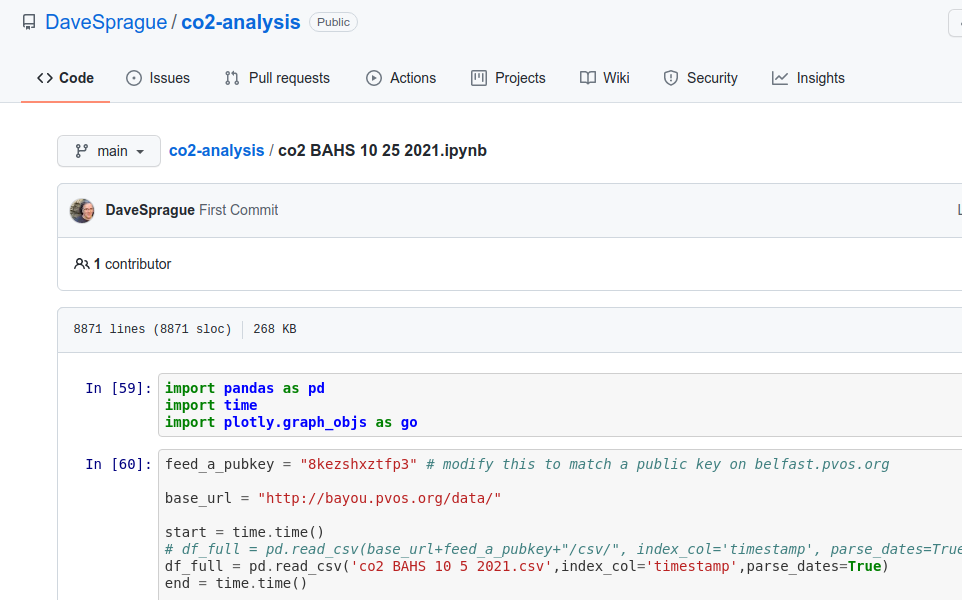 DaveSprague / co2-analysis Public
Code Issues Pull requests Actions Projects Wiki Security Insights
main co2-analysis / co2 BAHS 10 25 2021.ipynb
DaveSprague First Commit
1 contributor
8871 lines (8871 sloc) 268 KB
In [59]: import pandas as pd
import time
import plotly.graph_objs as go
In [60]: feed_a_pubkey = "8kezshxztfp3" # modify this to match a public key on belfast.pvos.org
base_url = "http://bayou.pvos.org/data/"
start = time.time()
# df_full = pd.read_csv(base_url+feed_a_pubkey+"/csv/", index_col='timestamp', parse_dates=True
df_full = pd.read_csv('co2 BAHS 10 5 2021.csv',index_col='timestamp',parse_dates=True)
end = time.time()